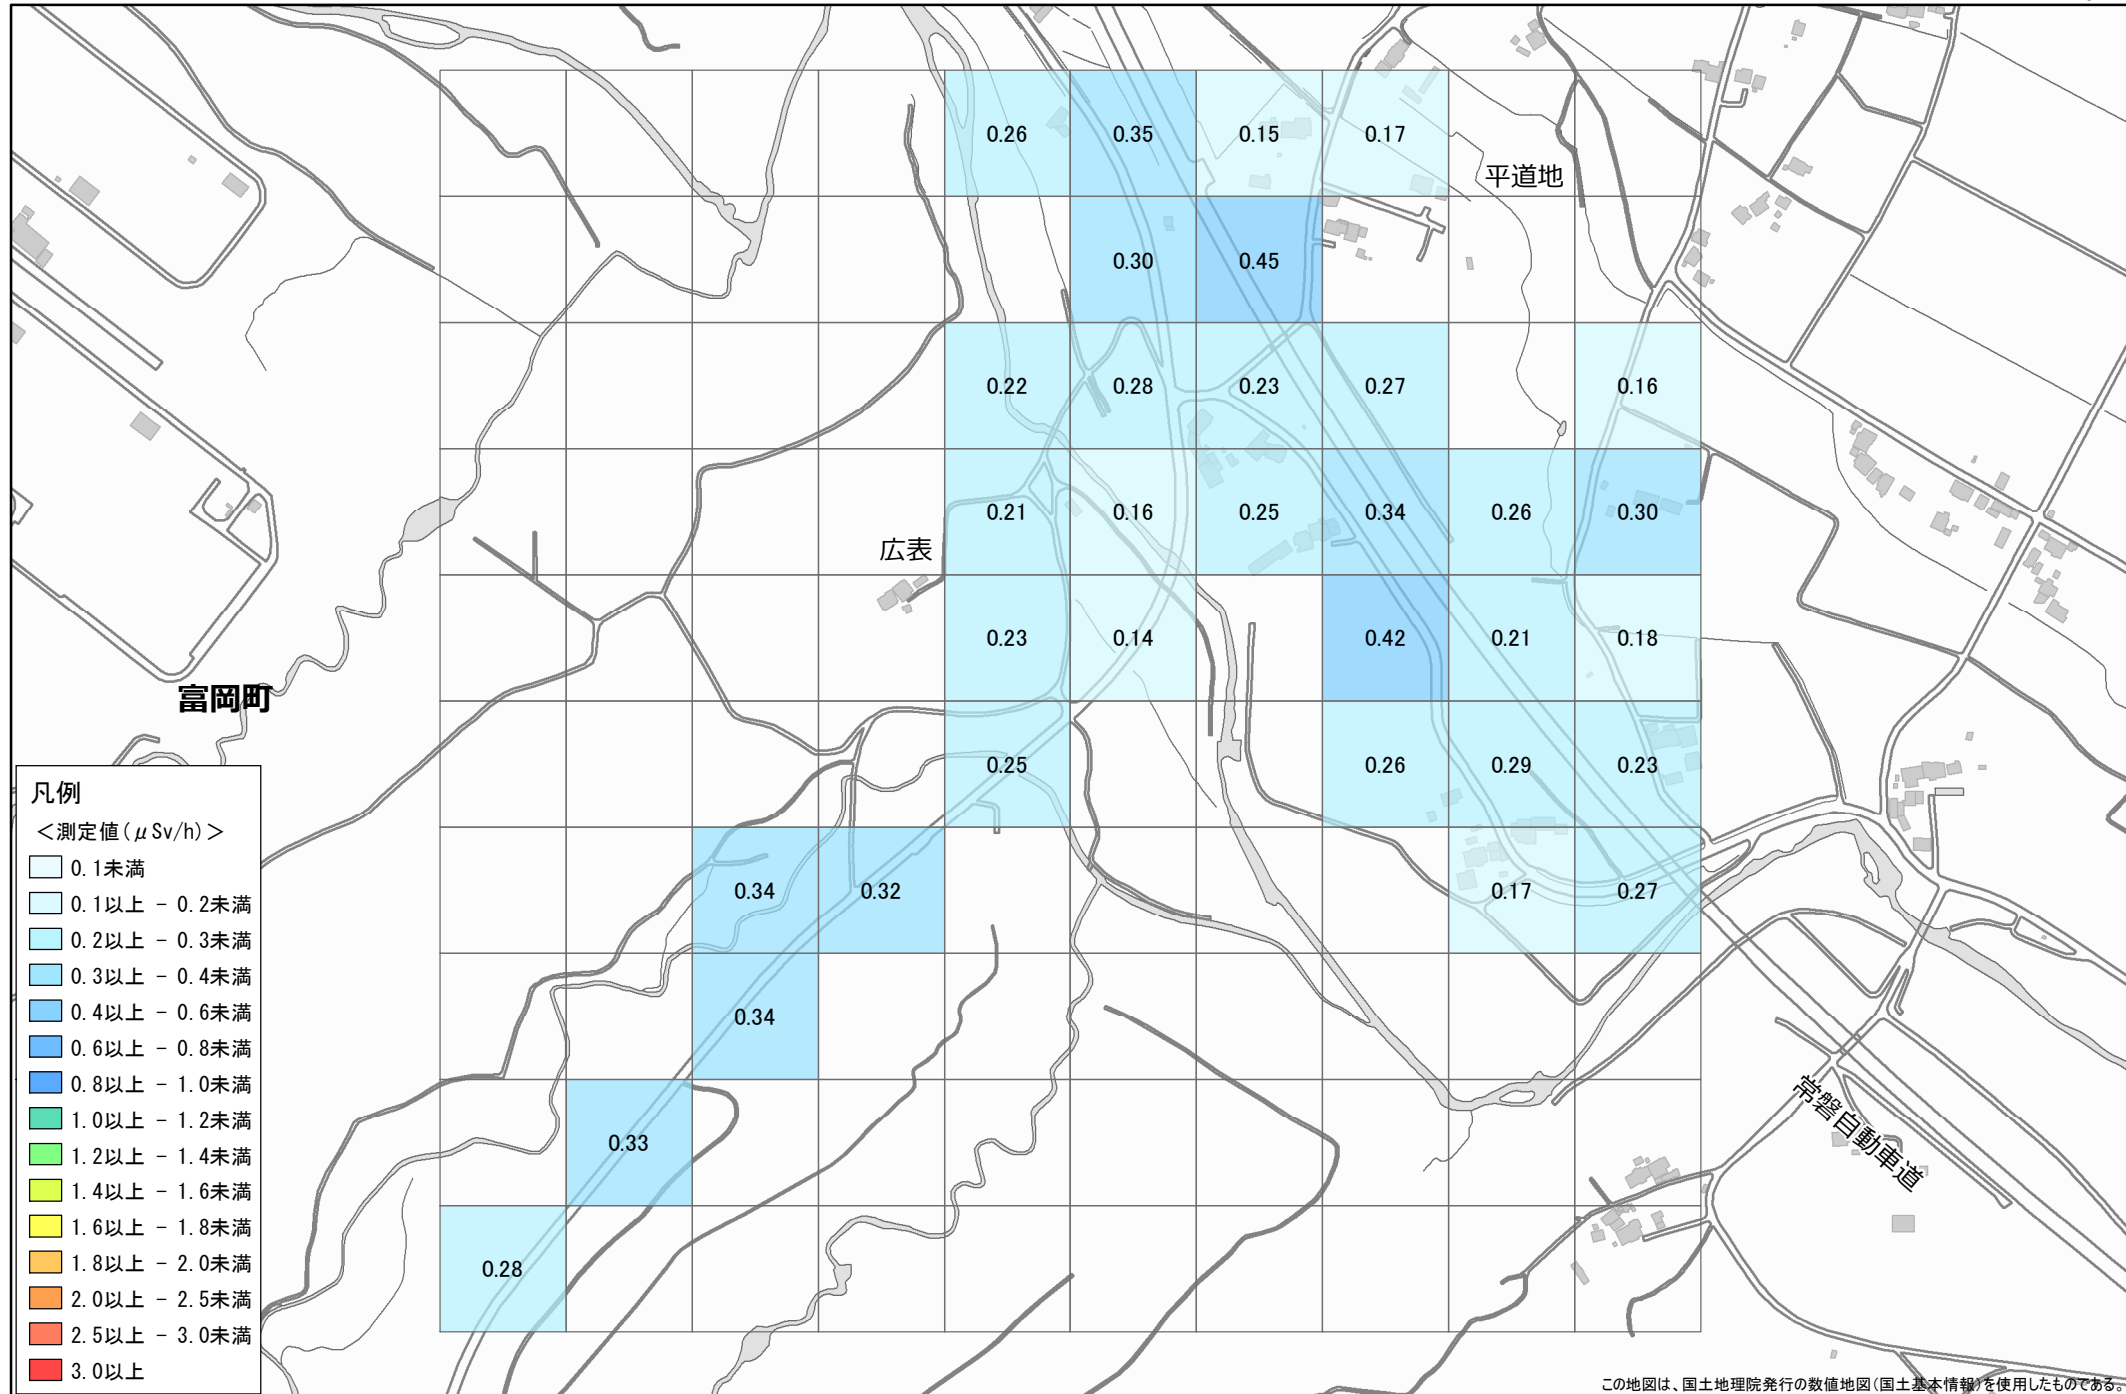 0.26 0.35 0.15 0.17
平道地
0.30 0.45
0.22 0.28 0.23 0.27 0.16
0.21 0.16 0.25 0.34 0.26 0.30
広表
0.23 0.14 0.42 0.21 0.18
富岡町
0.25 0.26 0.29 0.23
0.34 0.32 0.17 0.27
0.34
0.33
常磐自動車道
0.28
凡例
＜測定値(μSv/h)＞
0.1未満
0.1以上 － 0.2未満
0.2以上 － 0.3未満
0.3以上 － 0.4未満
0.4以上 － 0.6未満
0.6以上 － 0.8未満
0.8以上 － 1.0未満
1.0以上 － 1.2未満
1.2以上 － 1.4未満
1.4以上 － 1.6未満
1.6以上 － 1.8未満
1.8以上 － 2.0未満
2.0以上 － 2.5未満
2.5以上 － 3.0未満
3.0以上
この地図は、国土地理院発行の数値地図(国土基本情報)を使用したものである。